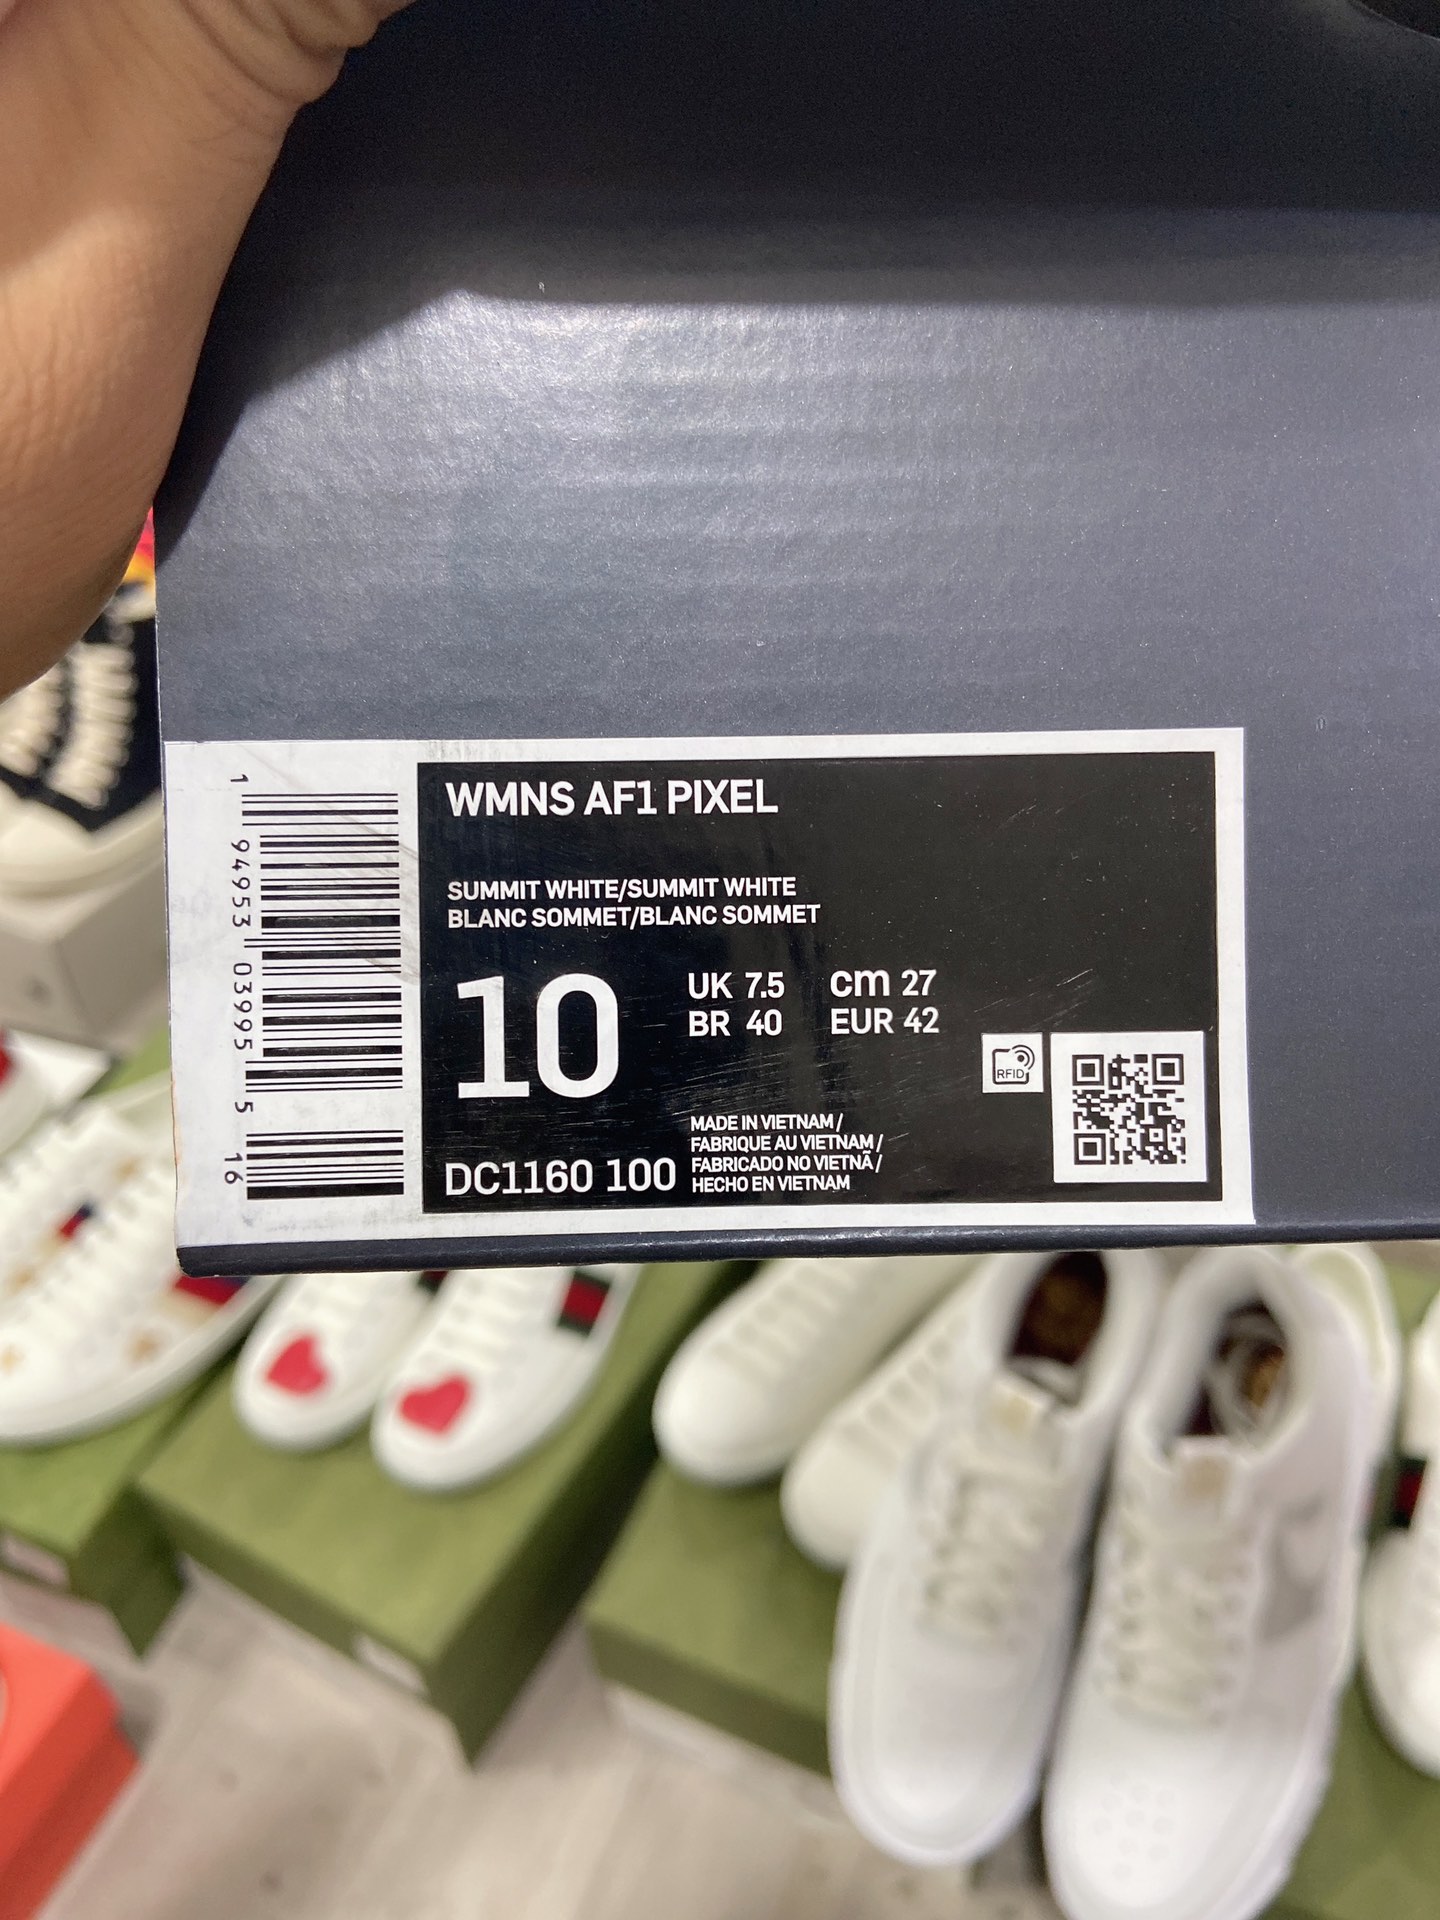 WMNS AF1 PIXEL
SUMMIT WHITE/SUMMIT WHITE
BLANC SOMMET/BLANC SOMMET
10
UK 7.5 cm 27
BR 40 EUR 42
RFID
MADE IN VIETNAM /
FABRIQUE AU VIETNAM /
FABRICADO NO VIETNÃ /
HECHO EN VIETNAM
DC1160 100
1 94953 03995 5 16